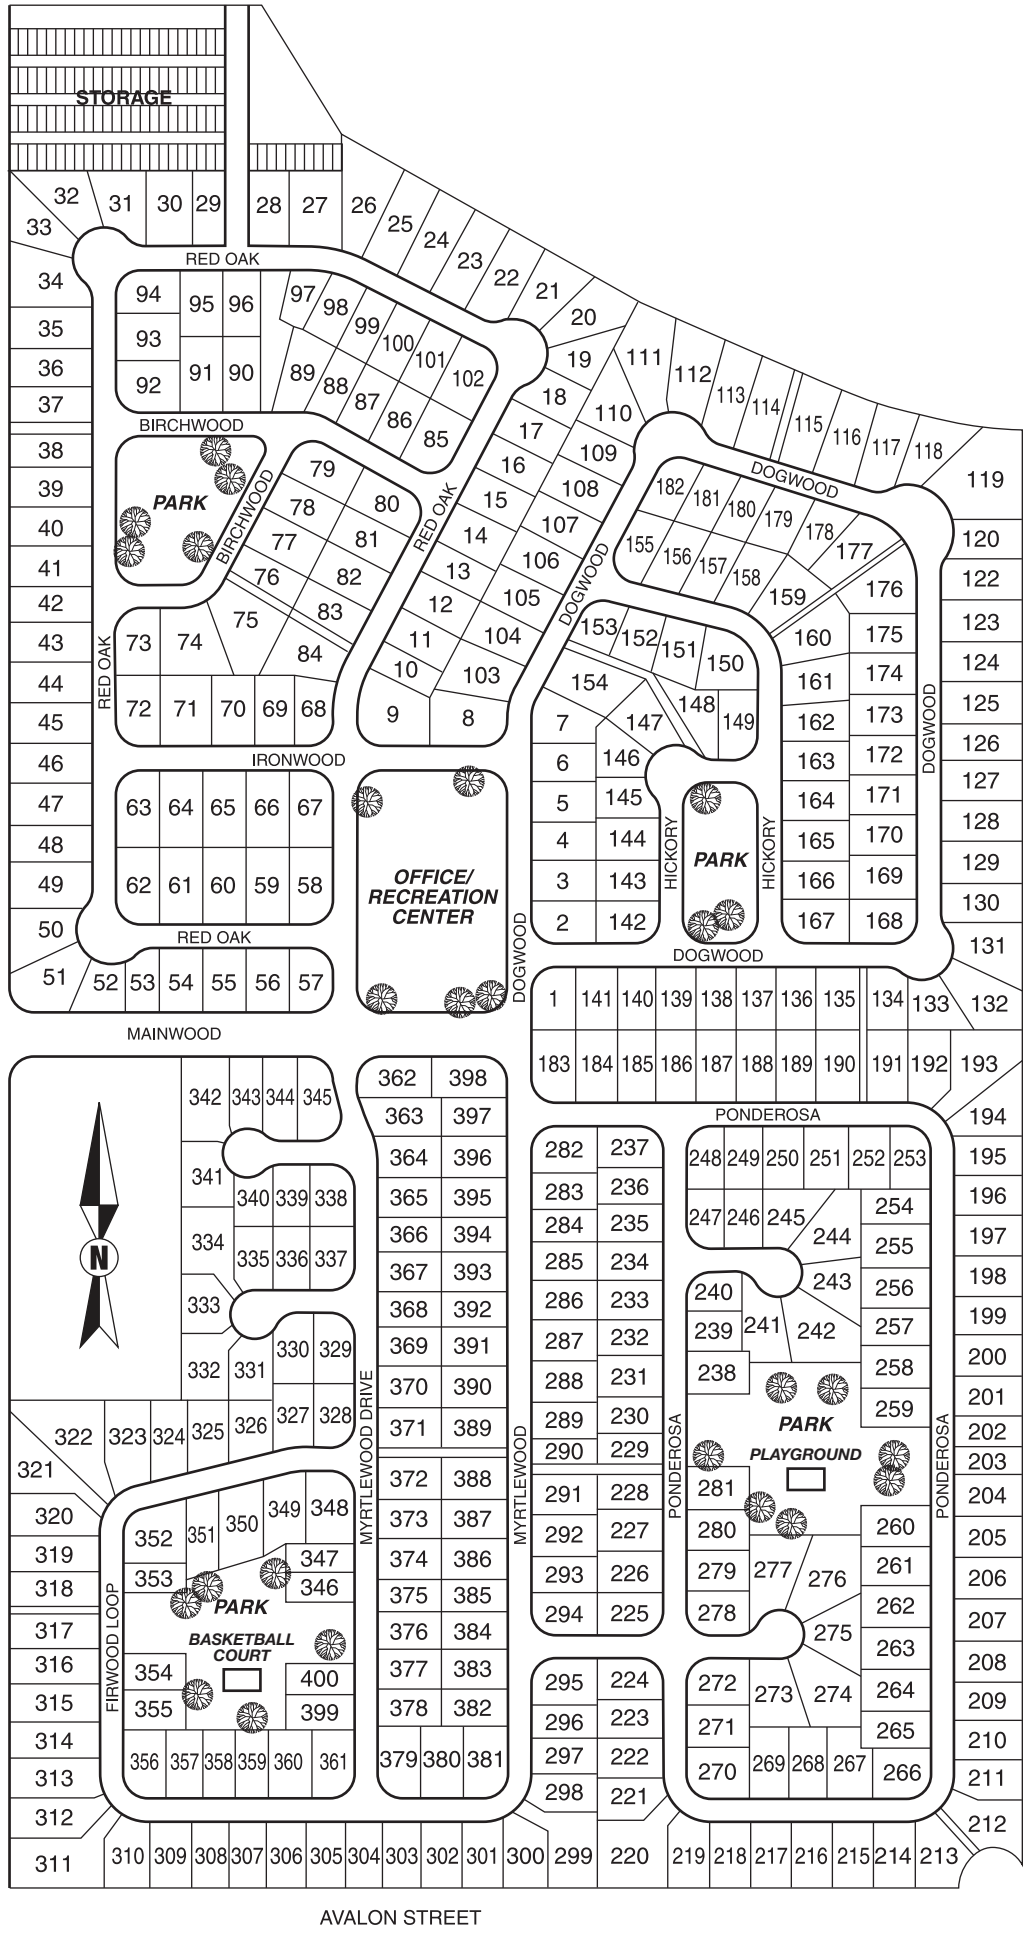 STORAGE
32 31 30 29 28 27 26 25 24 23 22 21 20 19
33
RED OAK
34
35
36
37
38
39
40
41
42
43
44
45
46
47
48
49
50
51 52 53 54 55 56 57
94 95 96 97 98 99 100 101 102
93
92 91 90 89 88 87 86 85
BIRCHWOOD
PARK
BIRCHWOOD
79 80
78
77 81
76 82
75 83
73 74 84
72 71 70 69 68
RED OAK
RED OAK
18
17
16
15
14
13
12
11
10
9 8
111 112 113 114 115 116 117 118 119
110
109
108
107
106
105
104
103
DOGWOOD
DOGWOOD
182 181 180 179 178 177 176
155 156 157 158 159
160 175
161 174
162 173
163 172
164 171
165 170
166 169
167 168
DOGWOOD
120
122
123
124
125
126
127
128
129
130
131
132
153 152 151 150
154 148 149
147
7
6 146
5 145
4 144
3 143
2 142
HICKORY
PARK
HICKORY
IRONWOOD
63 64 65 66 67
62 61 60 59 58
RED OAK
OFFICE/
RECREATION
CENTER
DOGWOOD
DOGWOOD
1 141 140 139 138 137 136 135 134 133
183 184 185 186 187 188 189 190 191 192 193
MAINWOOD
PONDEROSA
194
195
196
197
198
199
200
201
202
203
204
205
206
207
208
209
210
211
212
342 343 344 345
341
340 339 338
334 335 336 337
333
332 331 330 329
N
322 323 324 325 326 327 328
321
320
319
318
317
316
315
314
313
312
311
FIRWOOD LOOP
352 351 350 349 348
353 347
346
PARK
BASKETBALL
COURT
354 400
355 399
356 357 358 359 360 361
MYRTLEWOOD DRIVE
362 398
363 397
364 396
365 395
366 394
367 393
368 392
369 391
370 390
371 389
372 388
373 387
374 386
375 385
376 384
377 383
378 382
379 380 381
MYRTLEWOOD
282 237
283 236
284 235
285 234
286 233
287 232
288 231
289 230
290 229
291 228
292 227
293 226
294 225
295 224
296 223
297 222
298 221
PONDEROSA
248 249 250 251 252 253
247 246 245 244 254
255
243 256
240 241 242 257
239 258
238 259
PARK
PLAYGROUND
281
280 260
279 277 276 261
278 262
275 263
272 273 274 264
271 265
270 269 268 267 266
PONDEROSA
310 309 308 307 306 305 304 303 302 301 300 299 220 219 218 217 216 215 214 213
AVALON STREET